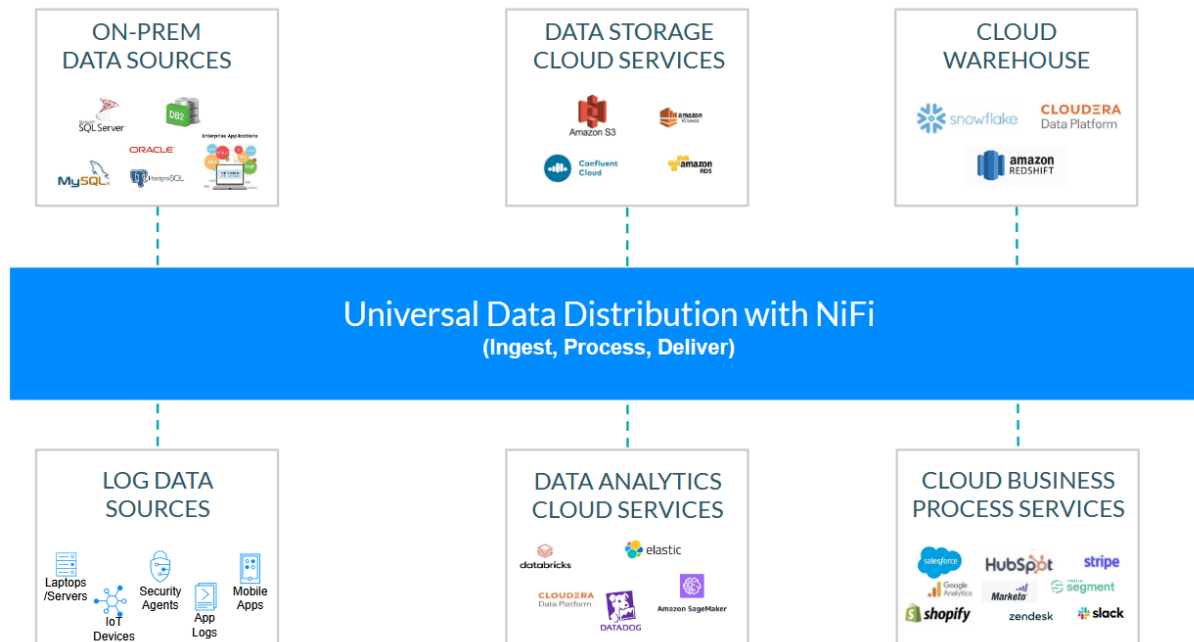 ON-PREM
DATA SOURCES
Microsoft
SQL Server
DB2
Enterprise Applications
ORACLE
MySQL
PostgreSQL
DATA STORAGE
CLOUD SERVICES
Amazon S3
amazon
Confluent
Cloud
amazon
RDS
CLOUD
WAREHOUSE
snowflake
CLOUDERA
Data Platform
amazon
REDSHIFT
Universal Data Distribution with NiFi
(Ingest, Process, Deliver)
LOG DATA
SOURCES
Laptops
/Servers
IoT
Devices
Security
Agents
App
Logs
Mobile
Apps
DATA ANALYTICS
CLOUD SERVICES
databricks
elastic
CLOUDERA
Data Platform
DATADOG
Amazon SageMaker
CLOUD BUSINESS
PROCESS SERVICES
salesforce
HubSpot
stripe
Google
Analytics
Marketo
segment
shopify
zendesk
slack